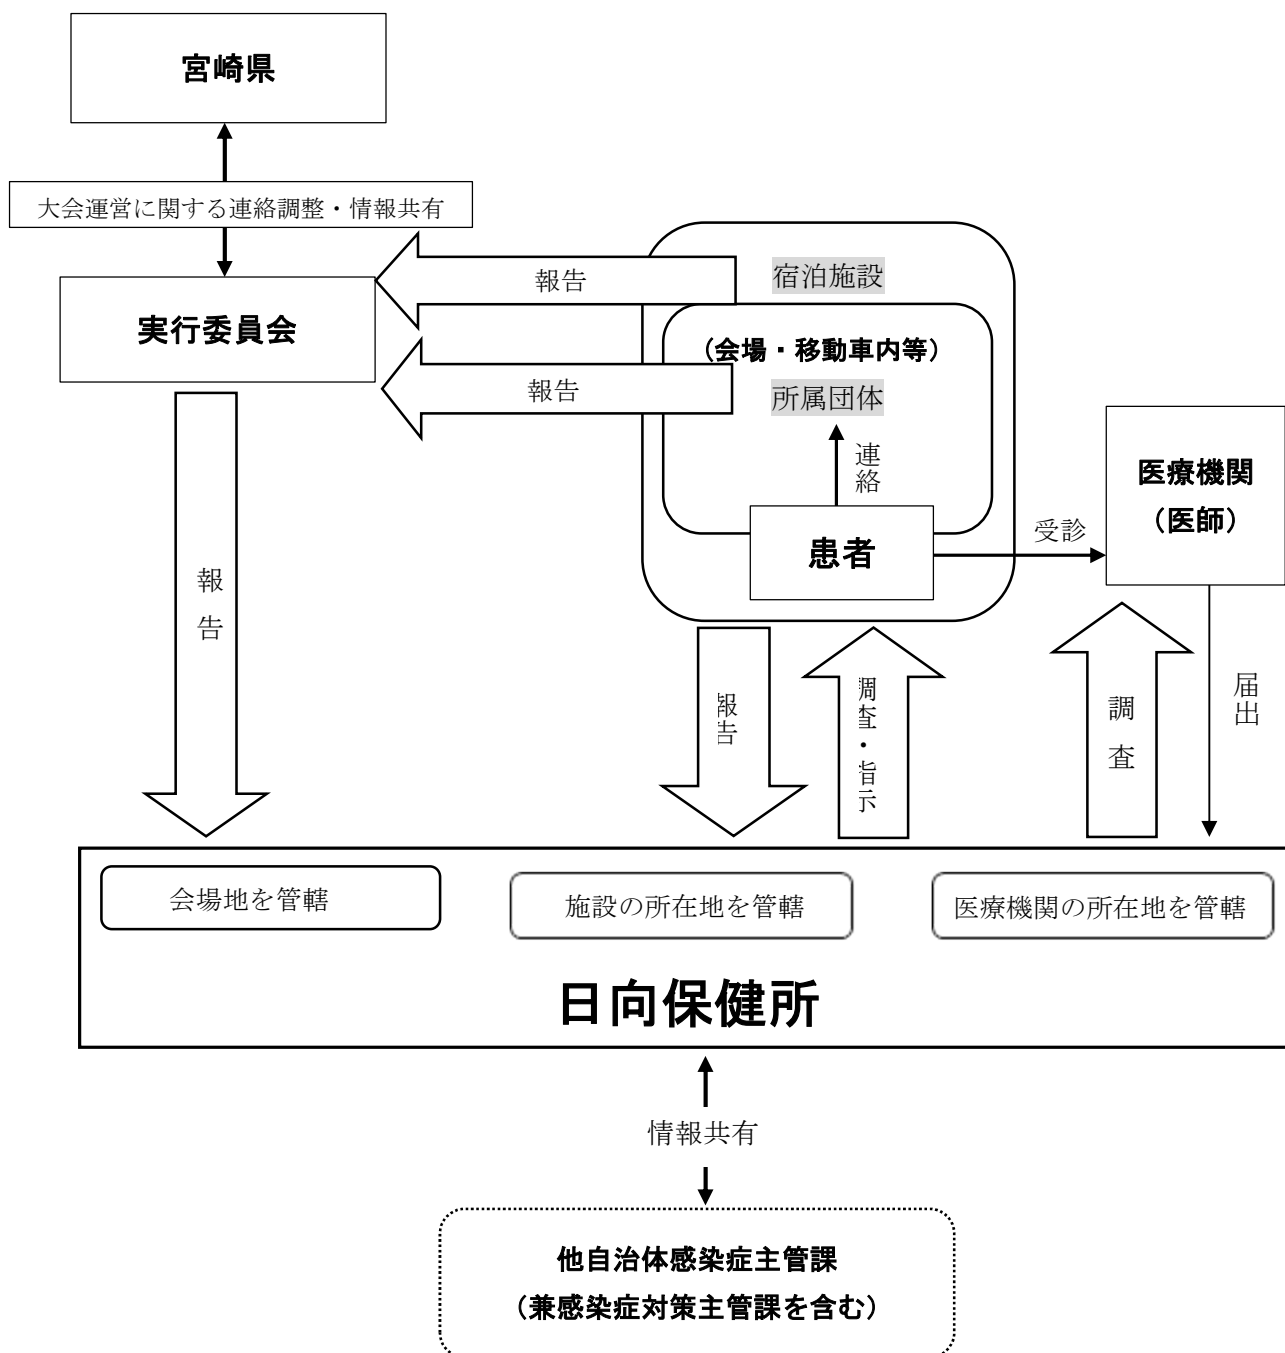 宮崎県
大会運営に関する連絡調整・情報共有
実行委員会
報告
宿泊施設
(会場・移動車内等)
報告
所属団体
連絡
患者
受診
医療機関
(医師)
報告
報告
調査・指示
調査
届出
会場地を管轄
施設の所在地を管轄
医療機関の所在地を管轄
日向保健所
情報共有
他自治体感染症主管課
(兼感染症対策主管課を含む)